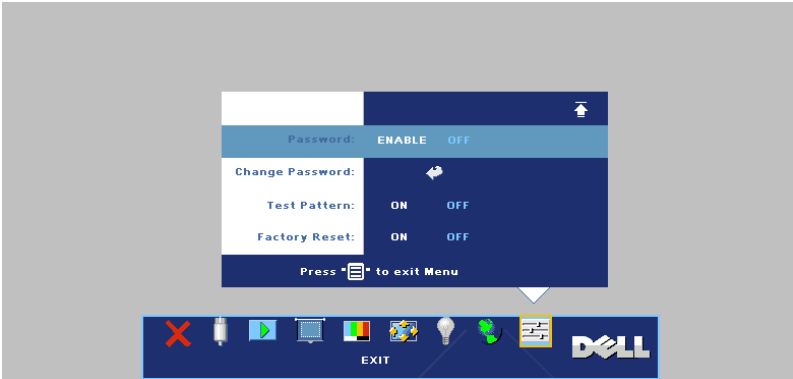 Password: ENABLE OFF
Change Password:
Test Pattern: ON OFF
Factory Reset: ON OFF
Press "" to exit Menu
EXIT
DELL